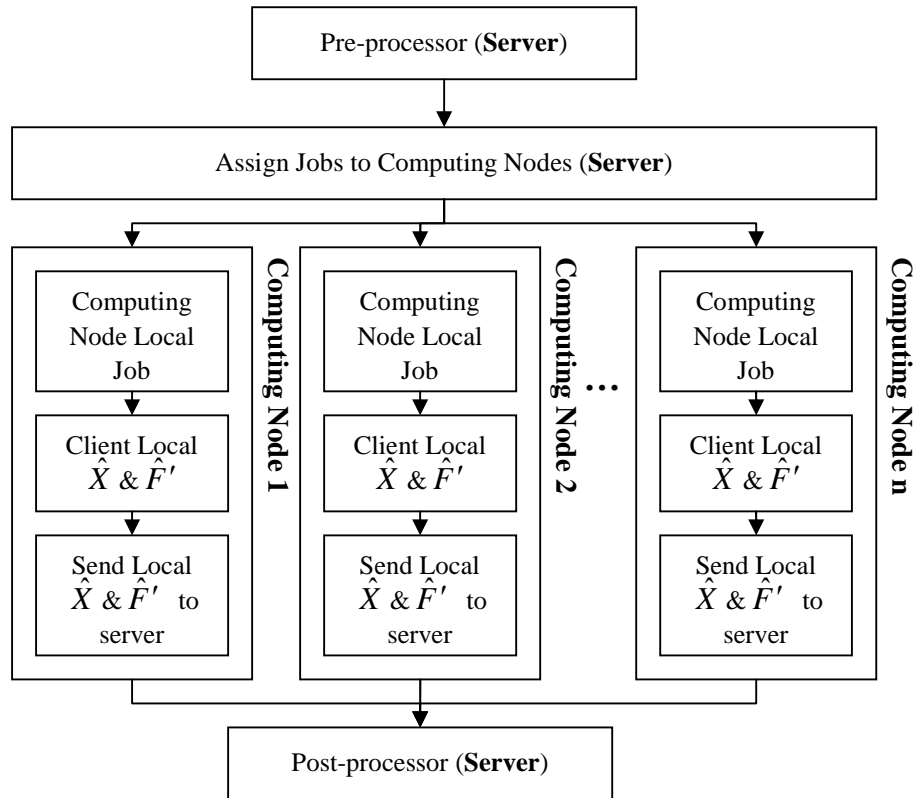 Pre-processor (Server)
Assign Jobs to Computing Nodes (Server)
Computing
Node Local
Job
Client Local
X̂ & F̂′
Send Local
X̂ & F̂′ to
server
Computing Node 1
Computing
Node Local
Job
Client Local
X̂ & F̂′
Send Local
X̂ & F̂′ to
server
Computing Node 2
...
Computing
Node Local
Job
Client Local
X̂ & F̂′
Send Local
X̂ & F̂′ to
server
Computing Node n
Post-processor (Server)